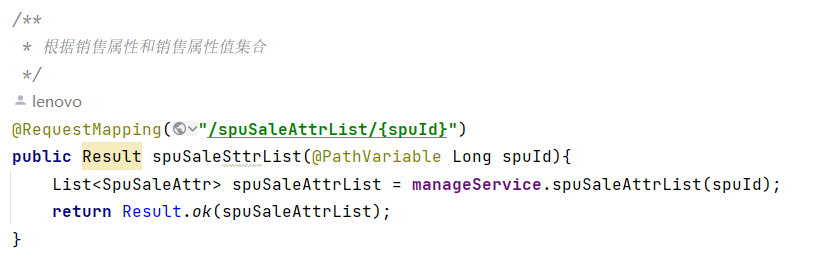 /**
 * 根据销售属性和销售属性值集合
 */
lenovo
@RequestMapping("/spuSaleAttrList/{spuId}")
public Result spuSaleSttrList(@PathVariable Long spuId){
    List<SpuSaleAttr> spuSaleAttrList = manageService.spuSaleAttrList(spuId);
    return Result.ok(spuSaleAttrList);
}